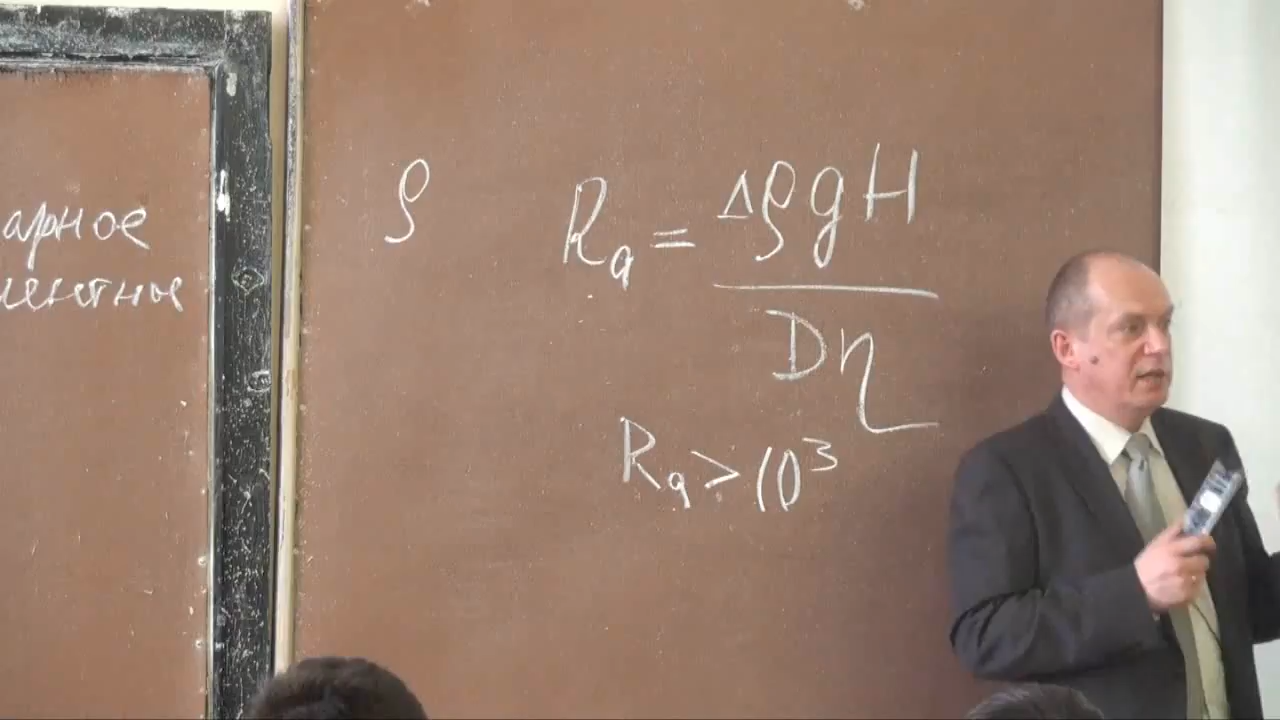 арное
ρ
Ra = ΔρgH / Dη
Ra > 10³